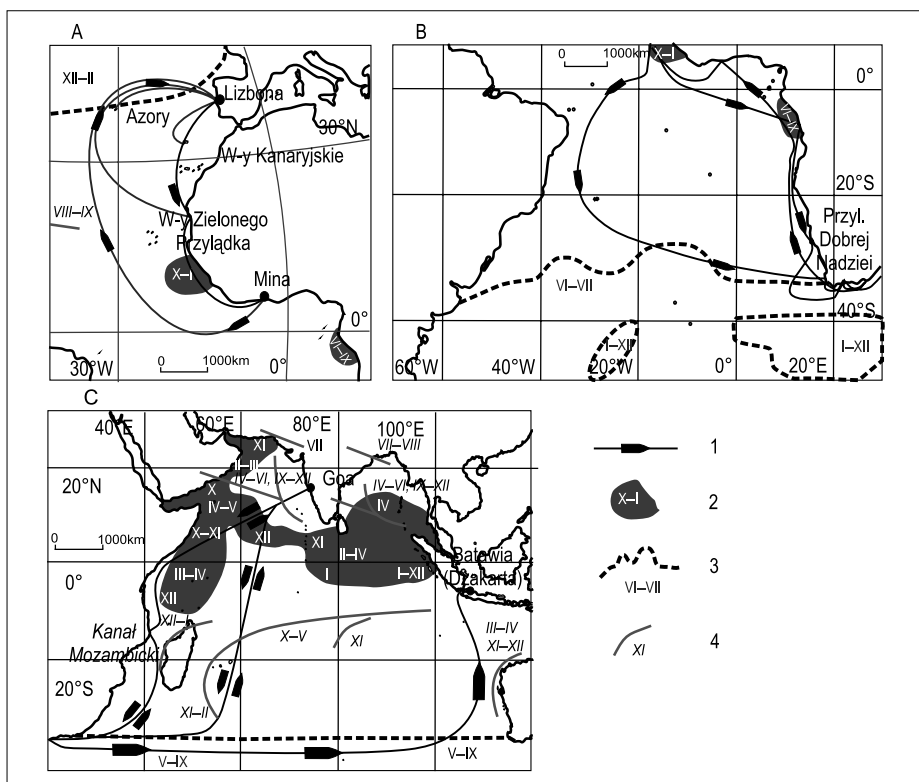 A
XII–II
Lizbona
Azory
30°N
W-y Kanaryjskie
VIII–IX
W-y Zielonego
Przylądka
X–I
Mina
0°
VI–IX
30°W
0 1000km
0°
B
X–I
0 1000km
0°
VI–IX
20°S
Przyl.
Dobrej
Nadziei
VI–VII
40°S
I–XII
I–XII
60°W
40°W
20°W
0°
20°E
C
40°E
60°E
80°E
100°E
XI
VII
VII–VIII
II–III
20°N
IV–VI, IX–XII
Goa
IV–VI, IX–XII
X
IV–V
IV
X–XI
XII
XI
0 1000km
II–IV
Batawia
(Dżakarta)
0°
III–IV
I
I–XII
XII
XII–I
Kanał
Mozambicki
X–V
XI
III–IV
XI–XII
20°S
XI–II
V–IX
V–IX
1
X–I
2
3
VI–VII
4
XI